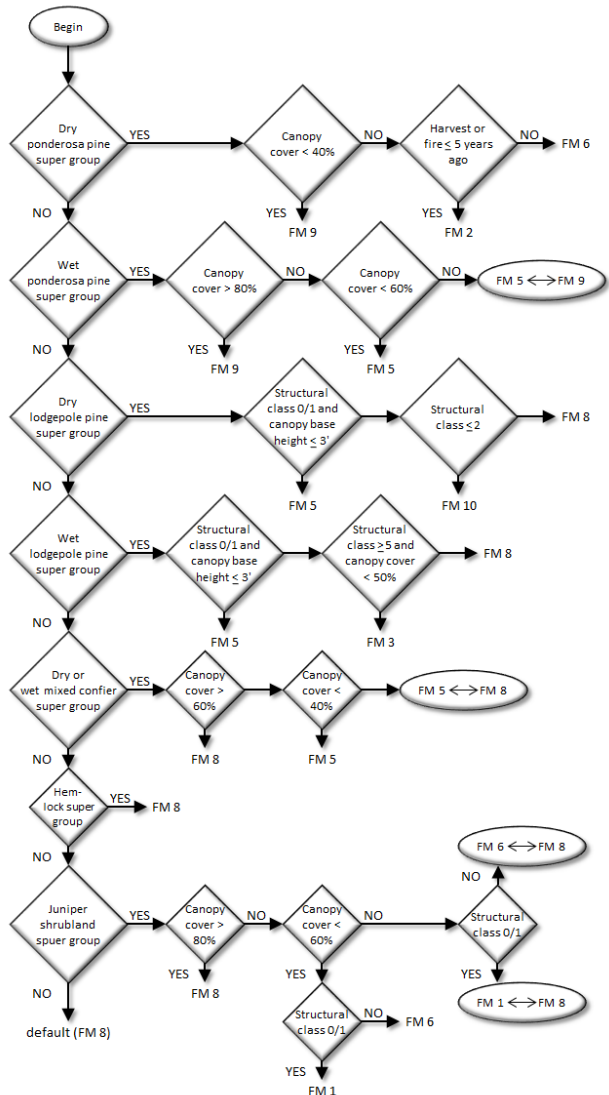 Begin
Dry
ponderosa pine
super group
YES
Canopy
cover < 40%
NO
Harvest or
fire ≤ 5 years
ago
NO
FM 6
NO
YES
FM 9
YES
FM 2
Wet
ponderosa pine
super group
YES
Canopy
cover > 80%
NO
Canopy
cover < 60%
NO
FM 5 ⟷ FM 9
NO
YES
FM 9
YES
FM 5
Dry
lodgepole pine
super group
YES
Structural
class 0/1 and
canopy base
height ≤ 3'
Structural
class ≤2
FM 8
NO
FM 5
FM 10
Wet
lodgepole pine
super group
YES
Structural
class 0/1 and
canopy base
height ≤ 3'
Structural
class ≥5 and
canopy cover
< 50%
FM 8
NO
FM 5
FM 3
Dry or
wet mixed confier
super group
YES
Canopy
cover >
60%
Canopy
cover <
40%
FM 5 ⟷ FM 8
NO
FM 8
FM 5
Hem-
lock super
group
YES
FM 8
NO
FM 6 ⟷ FM 8
NO
Juniper
shrubland
spuer group
YES
Canopy
cover >
80%
NO
Canopy
cover <
60%
NO
Structural
class 0/1
NO
YES
FM 8
YES
YES
FM 1 ⟷ FM 8
default (FM 8)
Structural
class 0/1
NO
FM 6
YES
FM 1